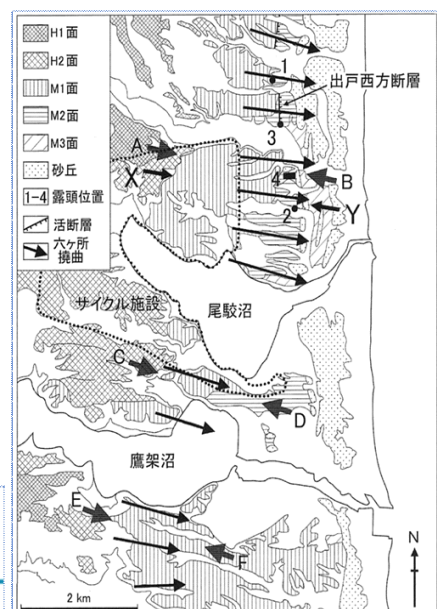 H1面
H2面
M1面
M2面
M3面
砂丘
1-4 露頭位置
活断層
六ヶ所
撓曲
1
出戸西方断層
3
A
X
4
B
2
Y
サイクル施設
尾駮沼
C
D
鷹架沼
E
F
N
2 km